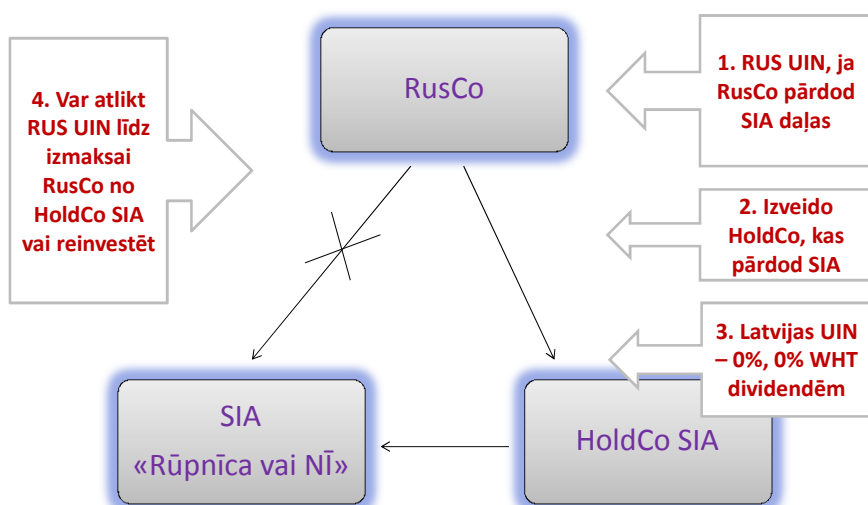 RusCo
1. RUS UIN, ja
RusCo pārdod
SIA daļas
4. Var atlikt
RUS UIN līdz
izmaksai
RusCo no
HoldCo SIA
vai reinvestēt
2. Izveido
HoldCo, kas
pārdod SIA
3. Latvijas UIN
– 0%, 0% WHT
dividendēm
SIA
«Rūpnīca vai NĪ»
HoldCo SIA